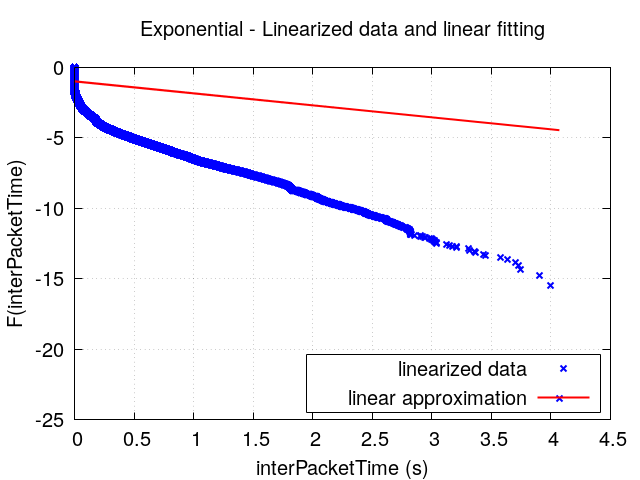 Exponential - Linearized data and linear fitting
0
-5
-10
-15
-20
-25
F(interPacketTime)
linearized data
linear approximation
0 0.5 1 1.5 2 2.5 3 3.5 4 4.5
interPacketTime (s)